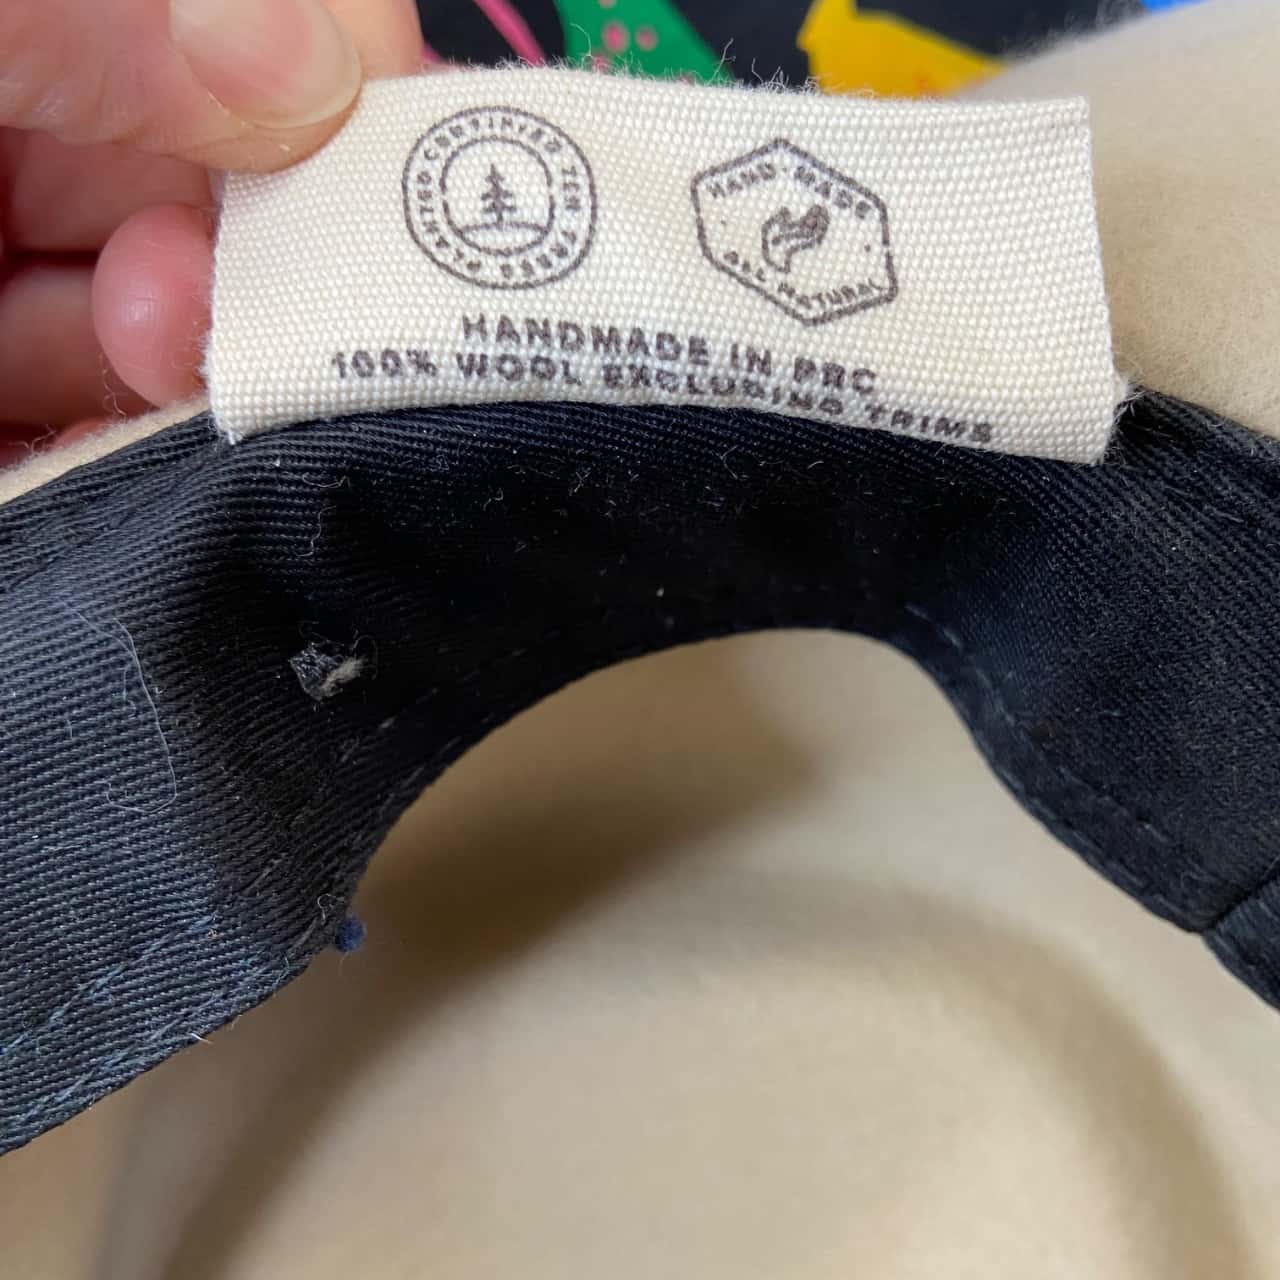 CERTIFIED TEN TREES PLANTED
HAND MADE
ALL NATURAL
HANDMADE IN PRC
100% WOOL EXCLUDING TRIMS